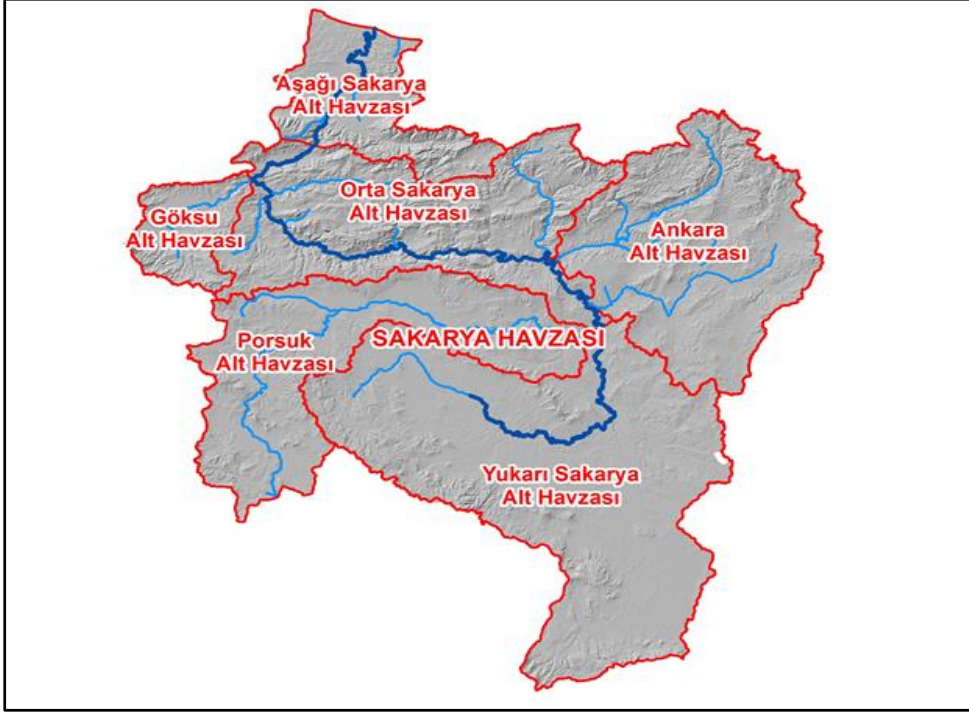 Aşağı Sakarya
Alt Havzası
Orta Sakarya
Alt Havzası
Göksu
Alt Havzası
Ankara
Alt Havzası
SAKARYA HAVZASI
Porsuk
Alt Havzası
Yukarı Sakarya
Alt Havzası